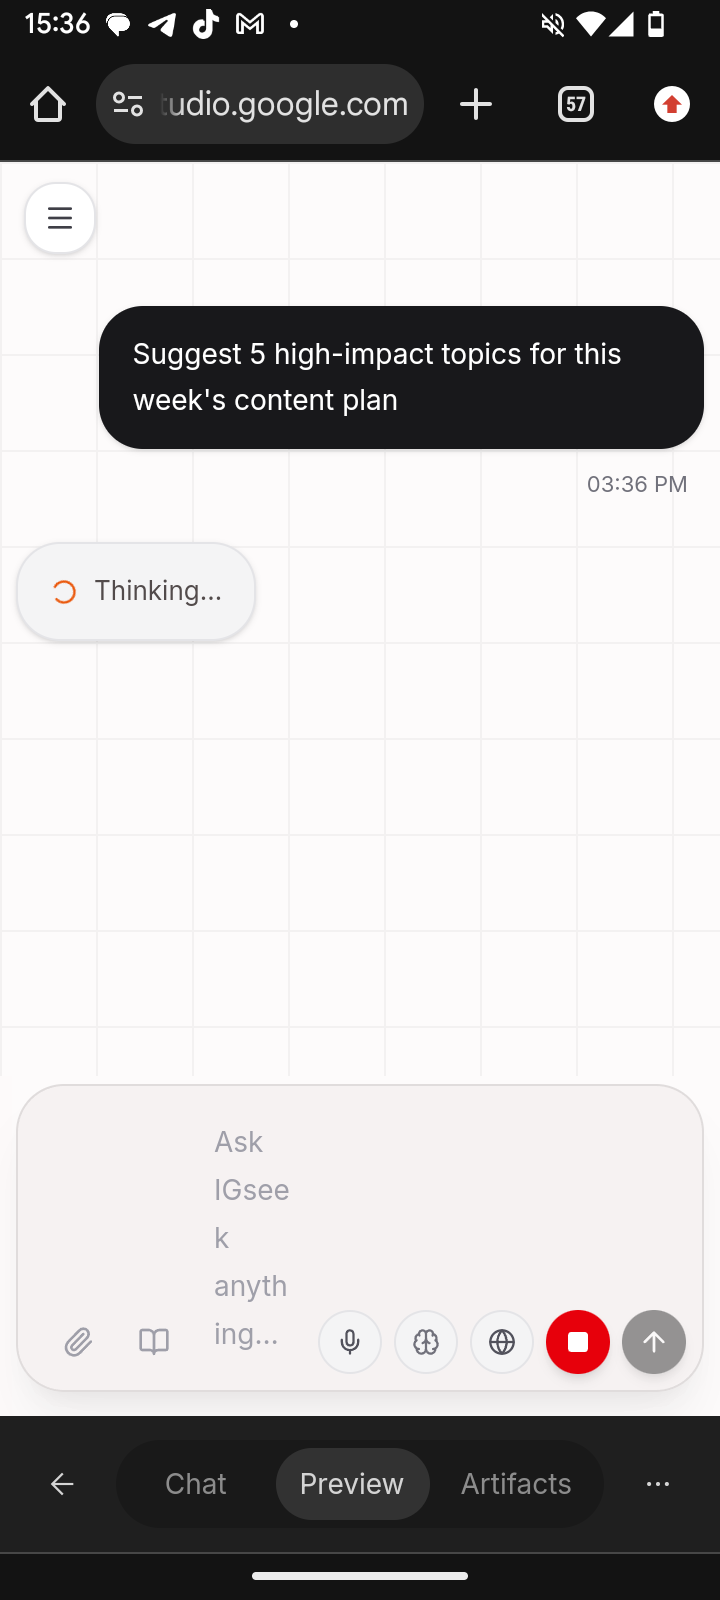 15:36
tudio.google.com
57
Suggest 5 high-impact topics for this
week's content plan
03:36 PM
Thinking...
Ask
IGsee
k
anyth
ing...
Chat
Preview
Artifacts